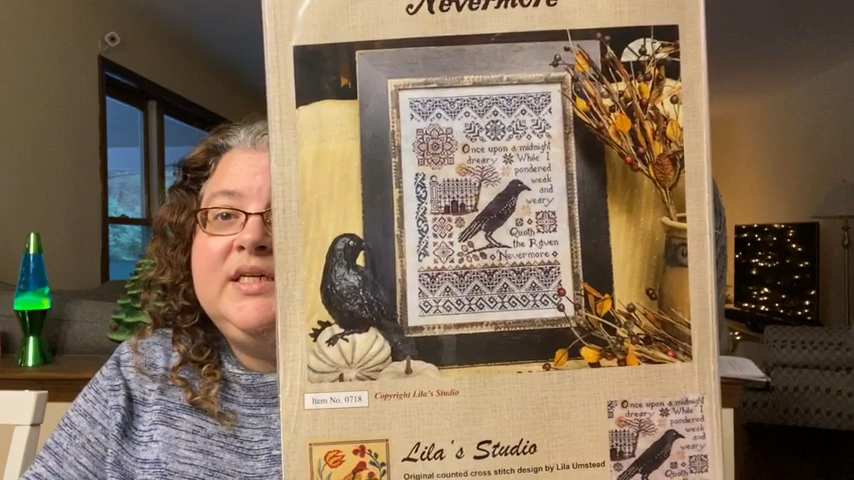 Nevermore
Once upon a midnight
dreary While I
pondered
weak
and
weary
Quoth
the Raven
Nevermore
Item No. 0718
Copyright Lila's Studio
Lila's Studio
Original counted cross stitch design by Lila Umstead
Once upon a midnight
dreary While I
pondered
weak
and
weary
Quoth